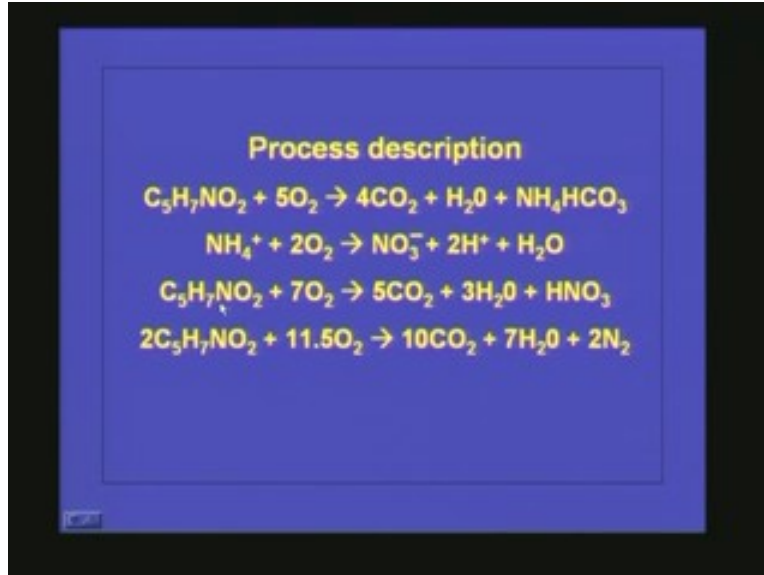 Process description
C₅H₇NO₂ + 5O₂ → 4CO₂ + H₂0 + NH₄HCO₃
NH₄⁺ + 2O₂ → NO₃⁻ + 2H⁺ + H₂O
C₅H₇NO₂ + 7O₂ → 5CO₂ + 3H₂0 + HNO₃
2C₅H₇NO₂ + 11.5O₂ → 10CO₂ + 7H₂0 + 2N₂